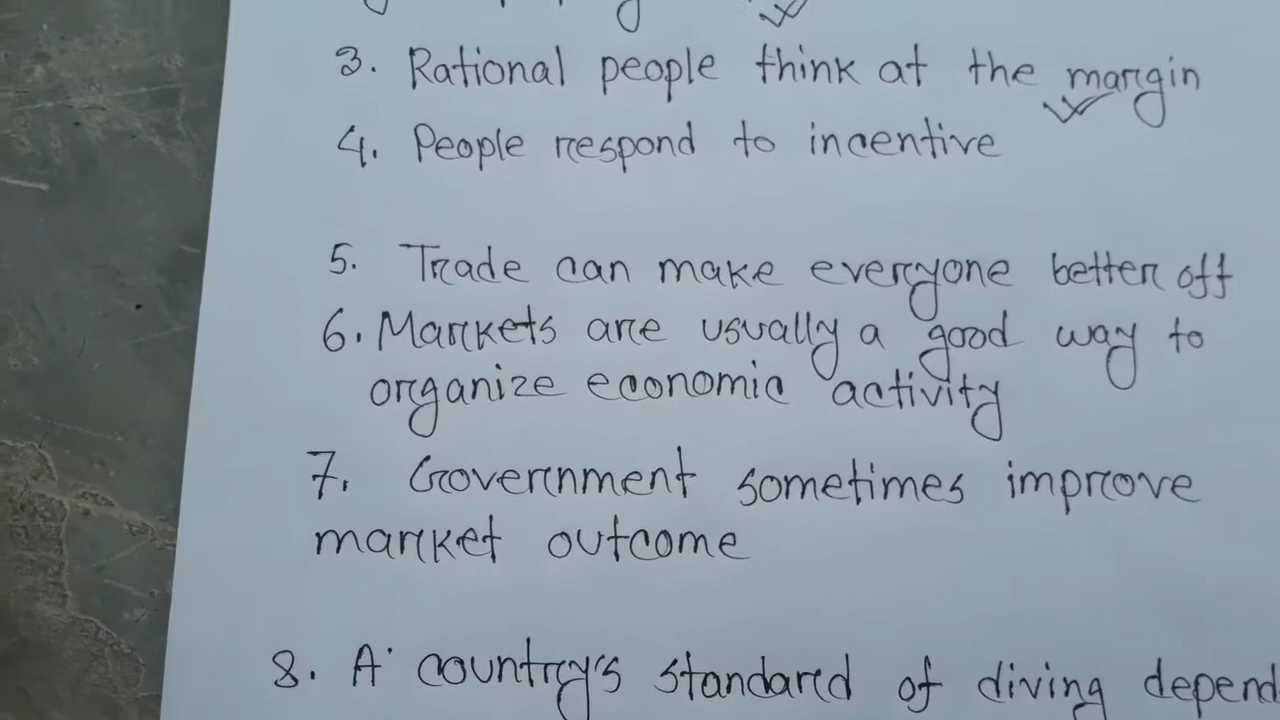 3. Rational people think at the margin
4. People respond to incentive
5. Trade can make everyone better off
6. Markets are usually a good way to
organize economic activity
7. Government sometimes improve
market outcome
8. A country's standard of diving depend